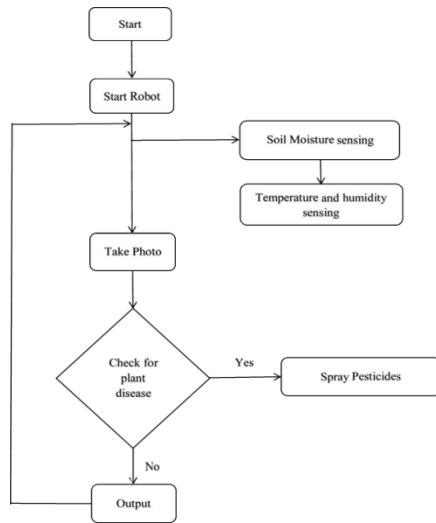 Start
Start Robot
Soil Moisture sensing
Temperature and humidity
sensing
Take Photo
Check for
plant
disease
Yes
Spray Pesticides
No
Output